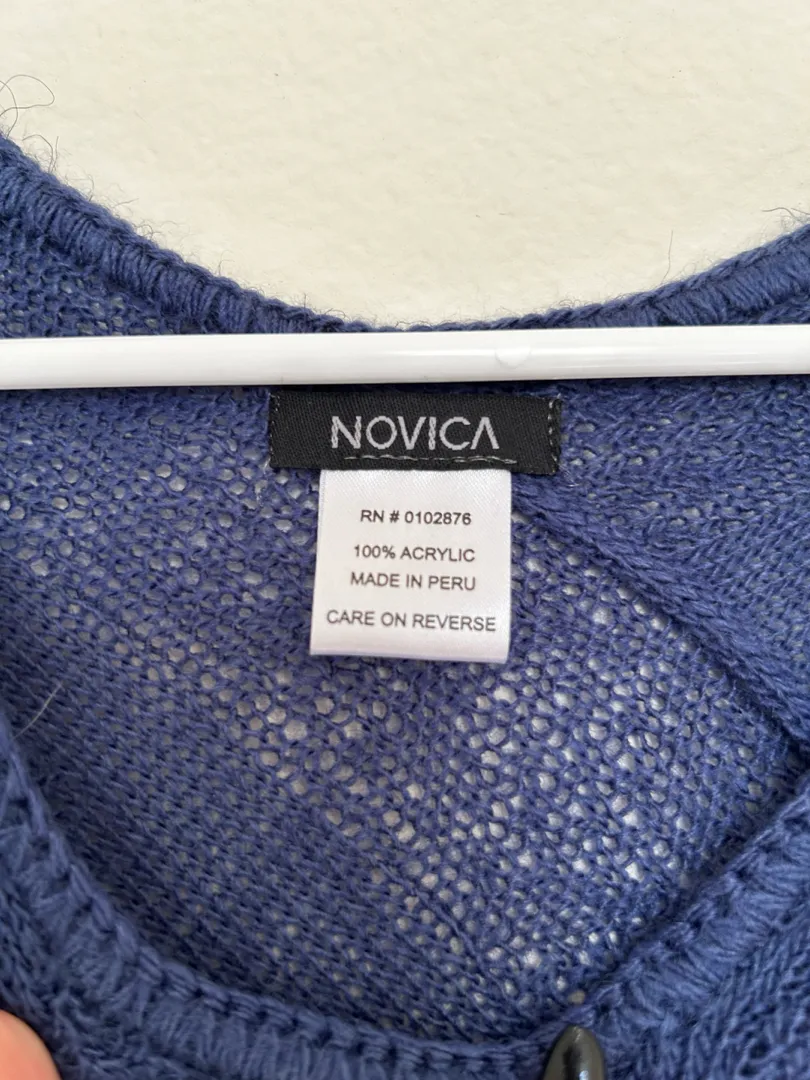 NOVICA
RN # 0102876
100% ACRYLIC
MADE IN PERU
CARE ON REVERSE